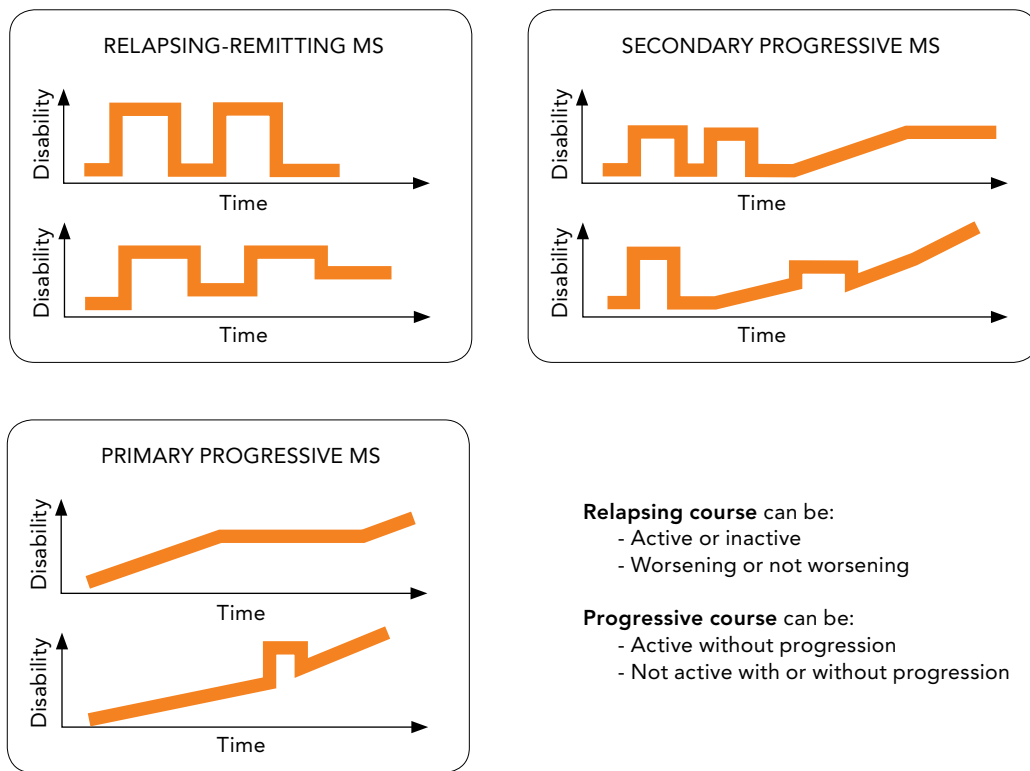 RELAPSING-REMITTING MS
Disability
Time
Disability
Time
SECONDARY PROGRESSIVE MS
Disability
Time
Disability
Time
PRIMARY PROGRESSIVE MS
Disability
Time
Disability
Time
Relapsing course can be:
- Active or inactive
- Worsening or not worsening
Progressive course can be:
- Active without progression
- Not active with or without progression